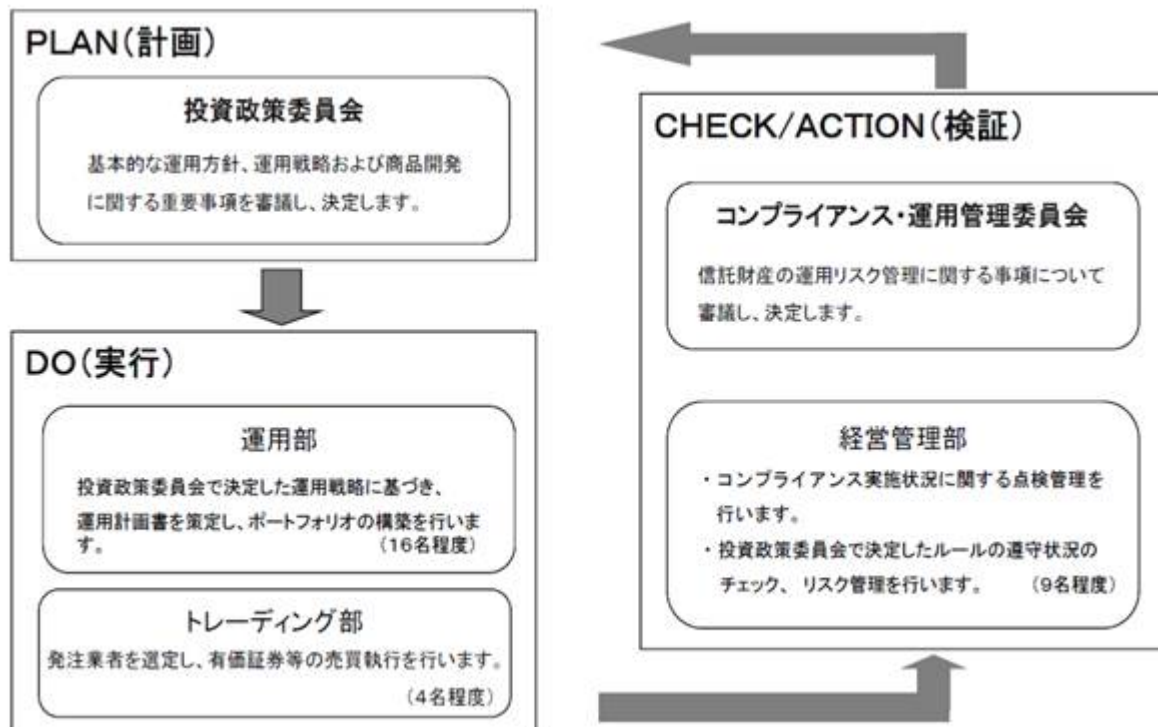 PLAN(計画)
投資政策委員会
基本的な運用方針、運用戦略および商品開発
に関する重要事項を審議し、決定します。
DO(実行)
運用部
投資政策委員会で決定した運用戦略に基づき、
運用計画書を策定し、ポートフォリオの構築を行いま
す。 (16名程度)
トレーディング部
発注業者を選定し、有価証券等の売買執行を行います。
(4名程度)
CHECK/ACTION(検証)
コンプライアンス・運用管理委員会
信託財産の運用リスク管理に関する事項について
審議し、決定します。
経営管理部
・コンプライアンス実施状況に関する点検管理を
行います。
・投資政策委員会で決定したルールの遵守状況の
チェック、 リスク管理を行います。 (9名程度)